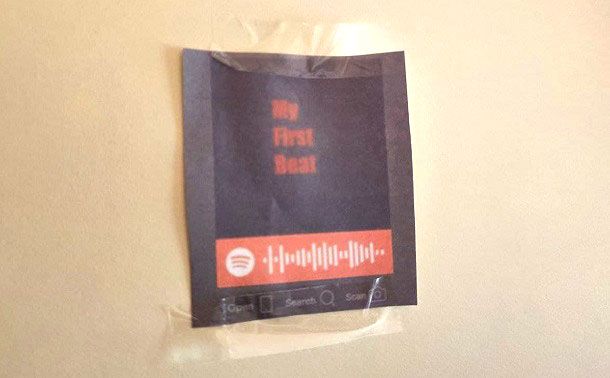 My
First
Beat
Open Search Scan